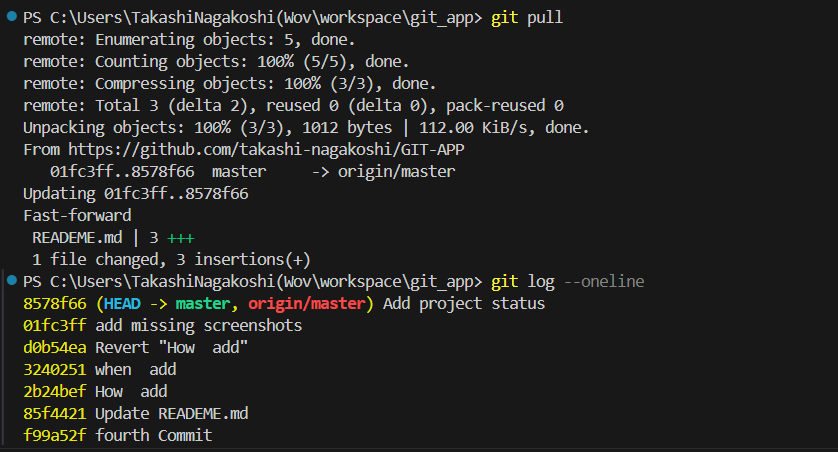 PS C:\Users\TakashiNagakoshi(Wov\workspace\git_app> git pull
remote: Enumerating objects: 5, done.
remote: Counting objects: 100% (5/5), done.
remote: Compressing objects: 100% (3/3), done.
remote: Total 3 (delta 2), reused 0 (delta 0), pack-reused 0
Unpacking objects: 100% (3/3), 1012 bytes | 112.00 KiB/s, done.
From https://github.com/takashi-nagakoshi/GIT-APP
   01fc3ff..8578f66  master     -> origin/master
Updating 01fc3ff..8578f66
Fast-forward
 READEME.md | 3 +++
 1 file changed, 3 insertions(+)
PS C:\Users\TakashiNagakoshi(Wov\workspace\git_app> git log --oneline
8578f66 (HEAD -> master, origin/master) Add project status
01fc3ff add missing screenshots
d0b54ea Revert "How  add"
3240251 when  add
2b24bef How  add
85f4421 Update READEME.md
f99a52f fourth Commit